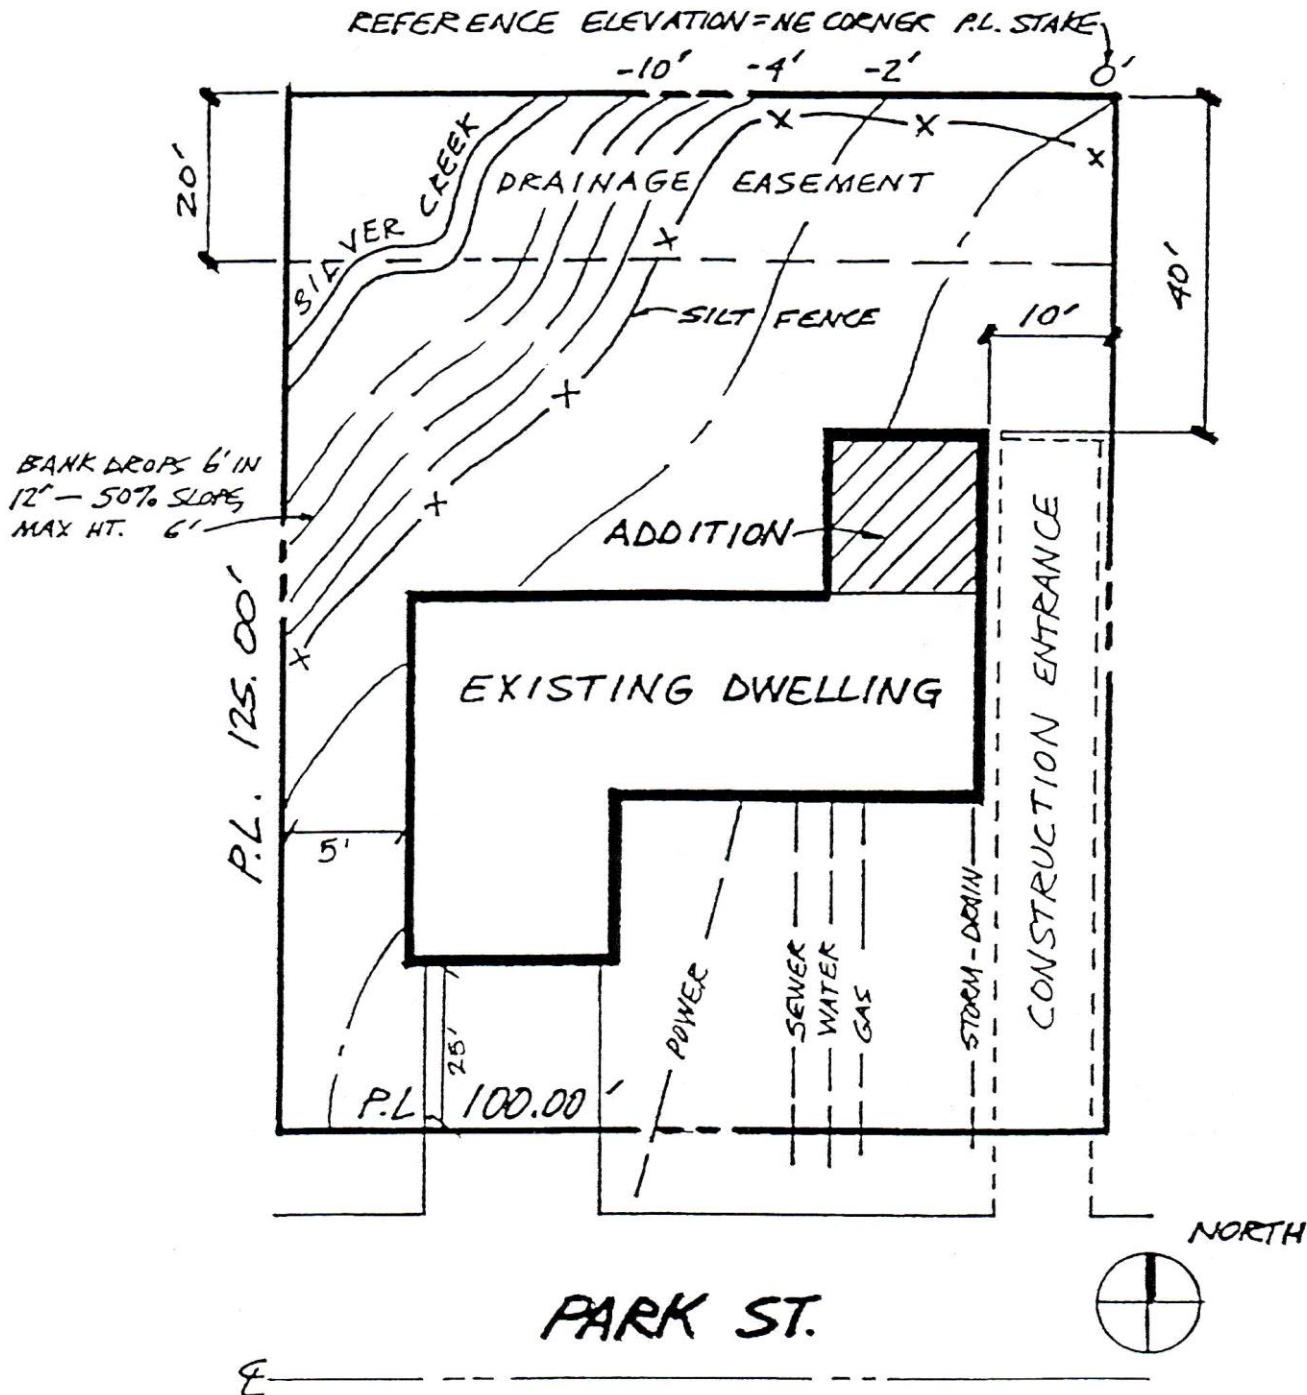 REFERENCE ELEVATION = NE CORNER P.L. STAKE
-10' -4' -2' 0'
20'
SILVER CREEK
DRAINAGE EASEMENT
40'
SILT FENCE
10'
BANK DROPS 6' IN
12' — 50% SLOPE,
MAX HT. 6'
ADDITION
P.L. 125.00'
EXISTING DWELLING
CONSTRUCTION ENTRANCE
5'
POWER
SEWER
WATER
GAS
STORM-DRAIN
25'
P.L. 100.00'
NORTH
PARK ST.
℄